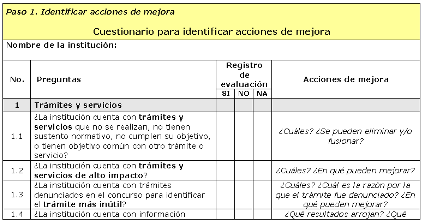 Paso 1. Identificar acciones de mejora
Cuestionario para identificar acciones de mejora
Nombre de la institución:
No. Preguntas Registro de evaluación Acciones de mejora
SI NO NA
1 Trámites y servicios
1.1 ¿La institución cuenta con trámites y
servicios que no se realizan, no tienen
sustento normativo, no cumplen su objetivo,
o tienen objetivo común con otro trámite o
servicio?
¿Cuáles? ¿Se pueden eliminar y/o
fusionar?
1.2 ¿La institución cuenta con trámites y
servicios de alto impacto?
¿Cuáles? ¿En qué pueden mejorar?
1.3 ¿La institución cuenta con trámites
denunciados en el concurso para identificar
el trámite más inútil?
¿Cuáles? ¿Cuál es la razón por la
que el trámite fue denunciado? ¿En
qué pueden mejorar?
1.4 ¿La institución cuenta con información
¿Qué resultados arrojan? ¿Qué